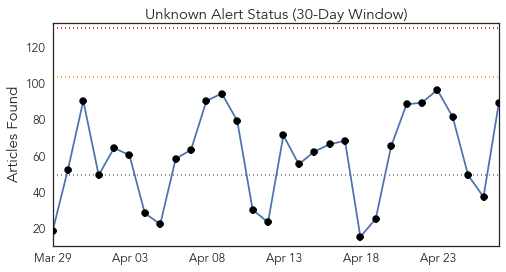 Unknown Alert Status (30-Day Window)
Articles Found
120
100
80
60
40
20
Mar 29 Apr 03 Apr 08 Apr 13 Apr 18 Apr 23